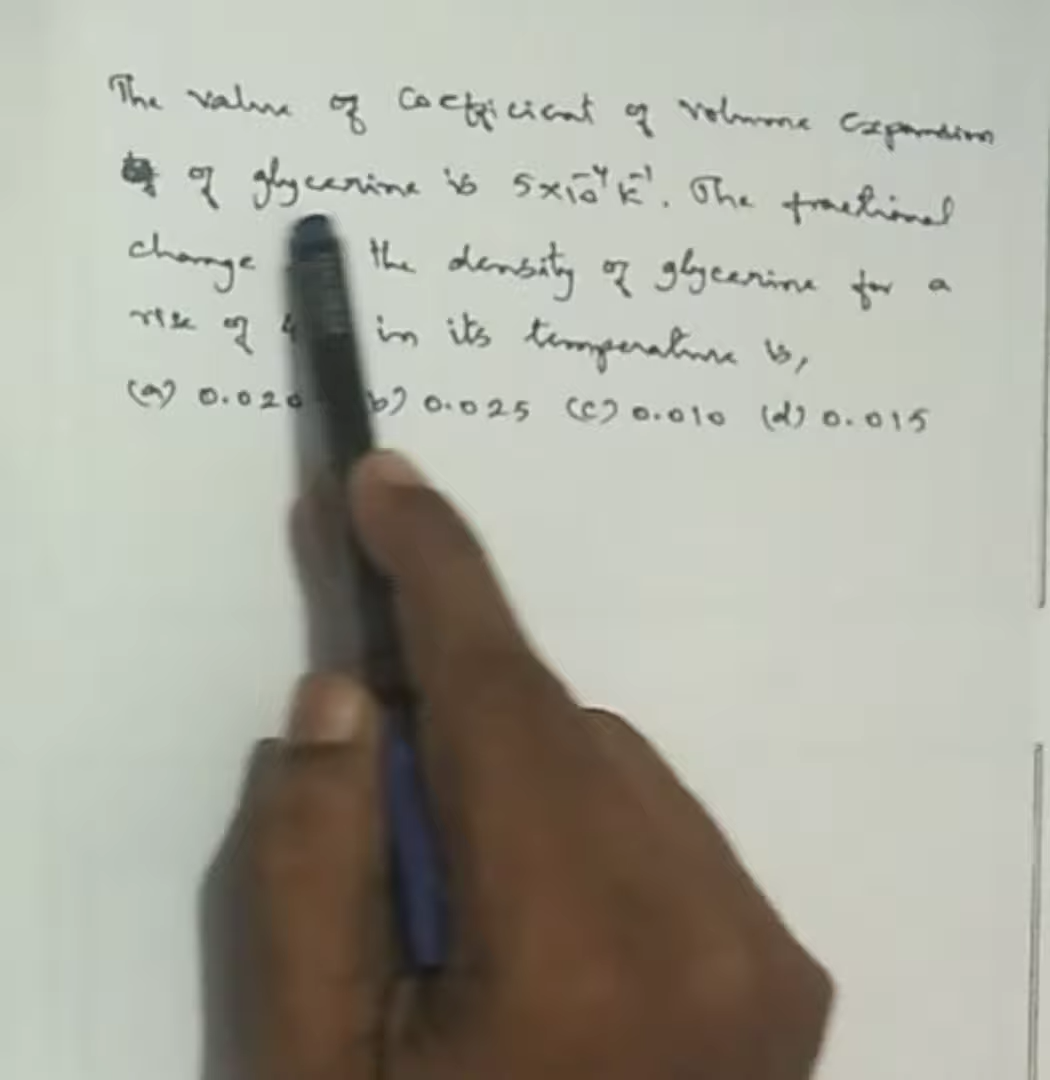 The value of coefficient of volume expansion
of glycerine is 5×10⁻⁴ K⁻¹. The fractional
change the density of glycerine for a
rise of 4 in its temperature is,
(a) 0.020 b) 0.025 (c) 0.010 (d) 0.015